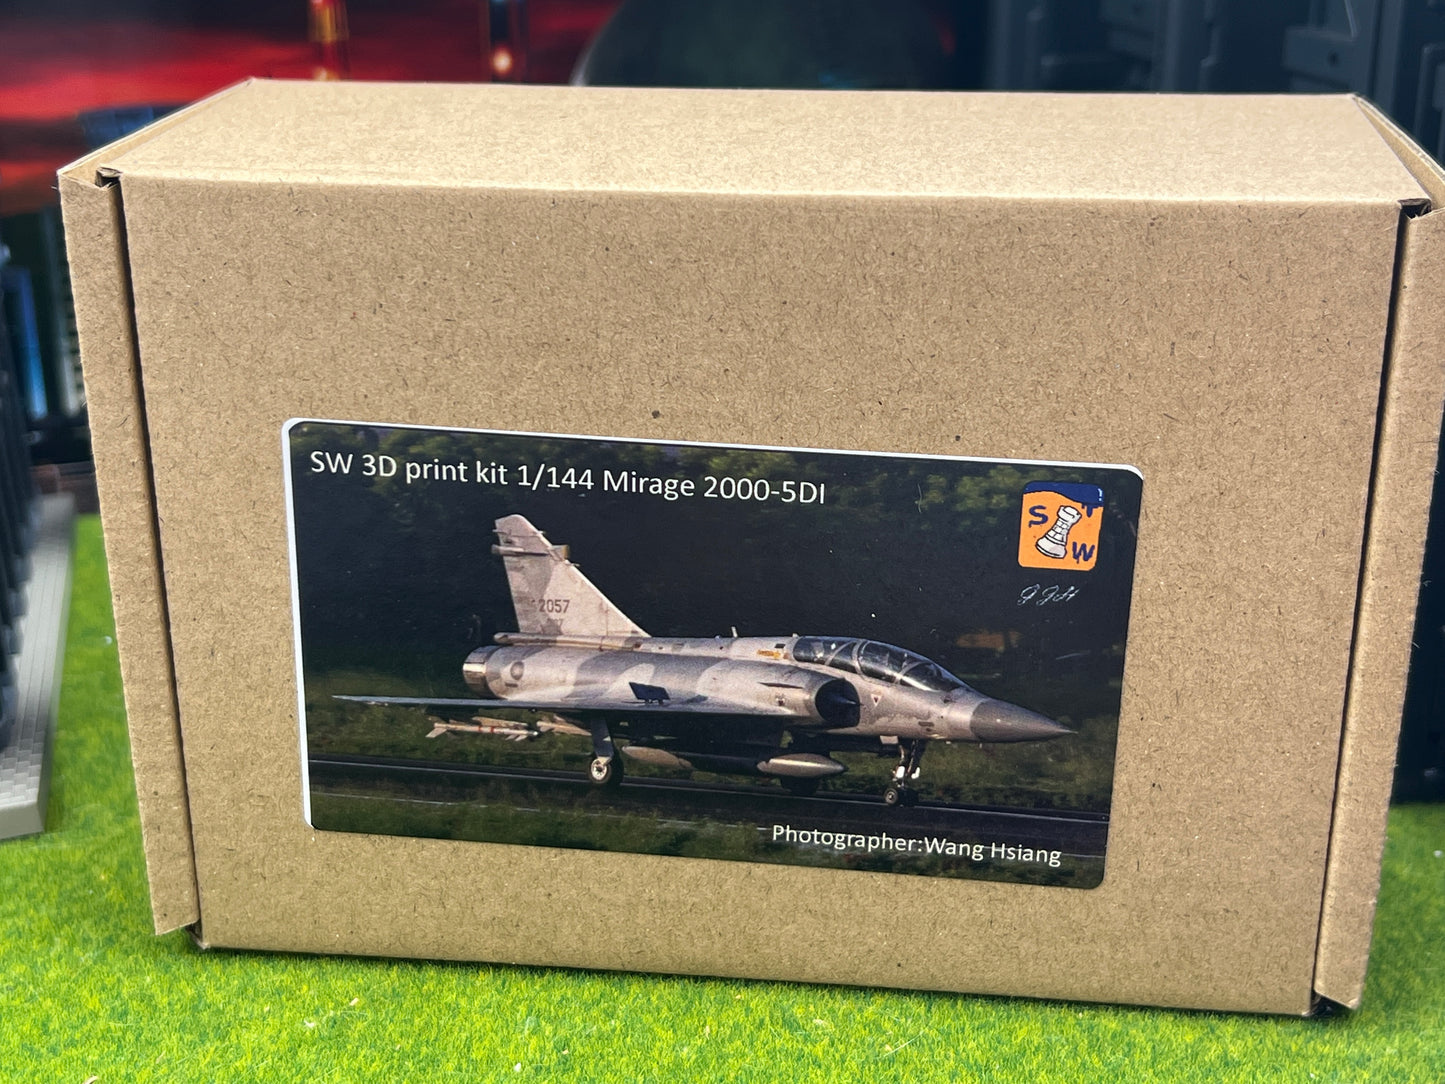 SW 3D print kit 1/144 Mirage 2000-5DI
S T
W
2057
Photographer:Wang Hsiang